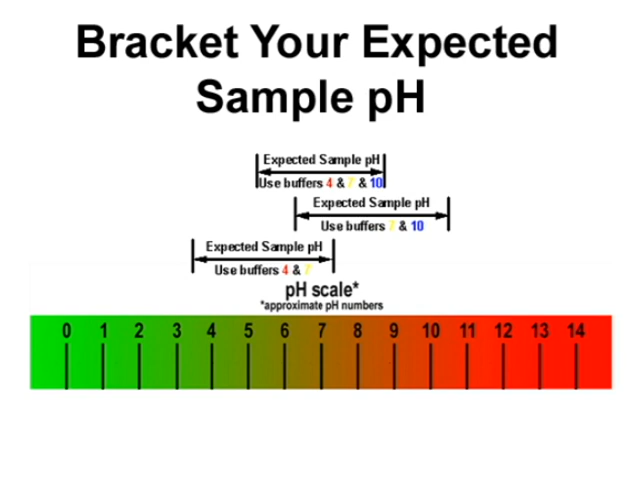 Bracket Your Expected
Sample pH
Expected Sample pH
Use buffers 4 & 7 & 10
Expected Sample pH
Use buffers 7 & 10
Expected Sample pH
Use buffers 4 & 7
pH scale*
*approximate pH numbers
0 1 2 3 4 5 6 7 8 9 10 11 12 13 14